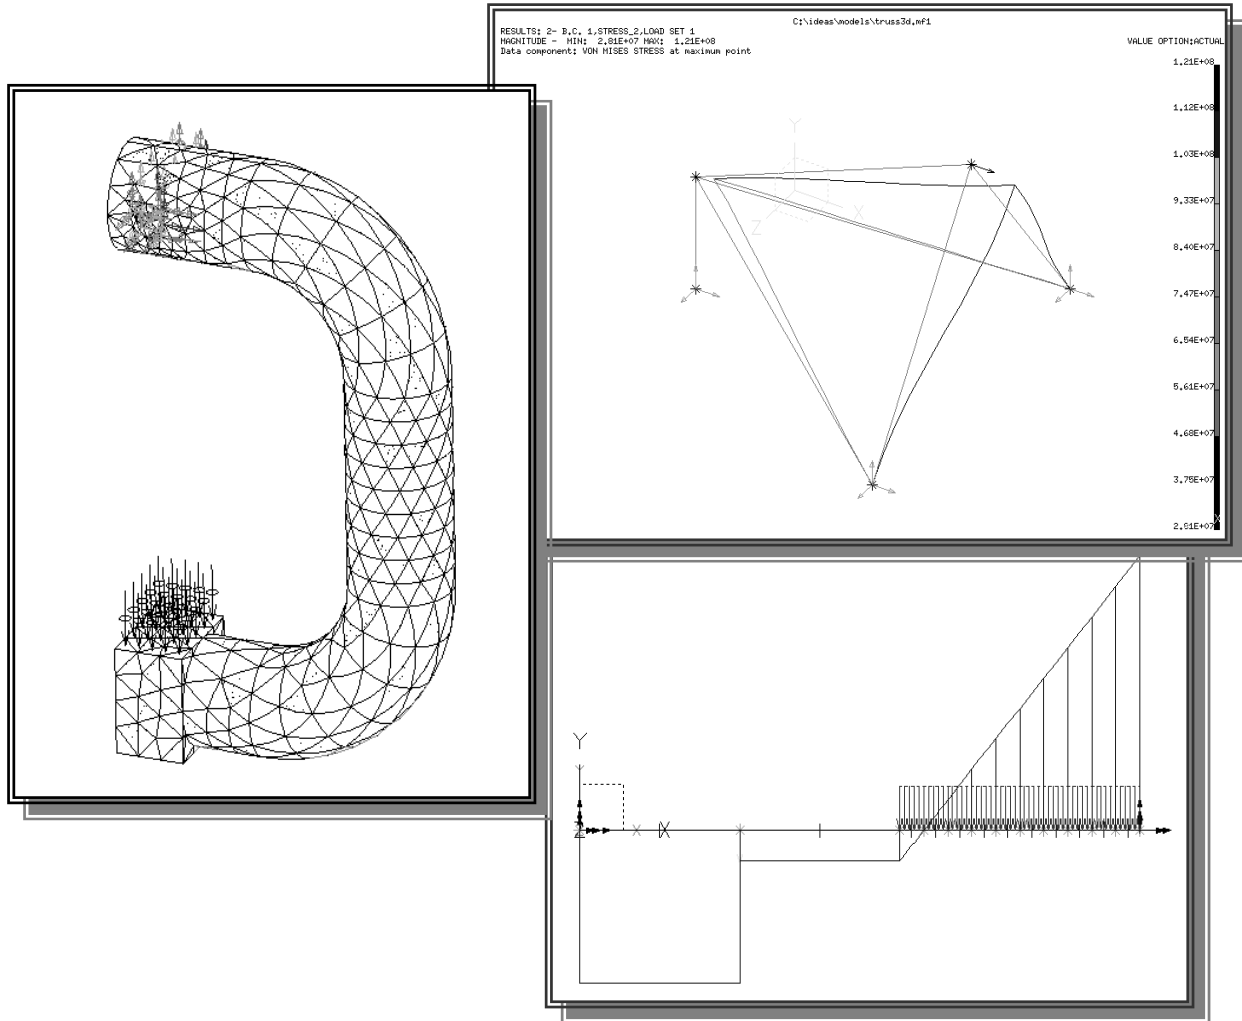 C:\ideas\models\truss3d.mf1
RESULTS: 2- B.C. 1,STRESS_2,LOAD SET 1
MAGNITUDE - MIN: 2.81E+07 MAX: 1.21E+08
Data component: VON MISES STRESS at maximum point
VALUE OPTION:ACTUAL
1.21E+08
1.12E+08
1.03E+08
9.33E+07
8.40E+07
7.47E+07
6.54E+07
5.61E+07
4.68E+07
3.75E+07
2.81E+07
Y
X
Z
Y
X
Z